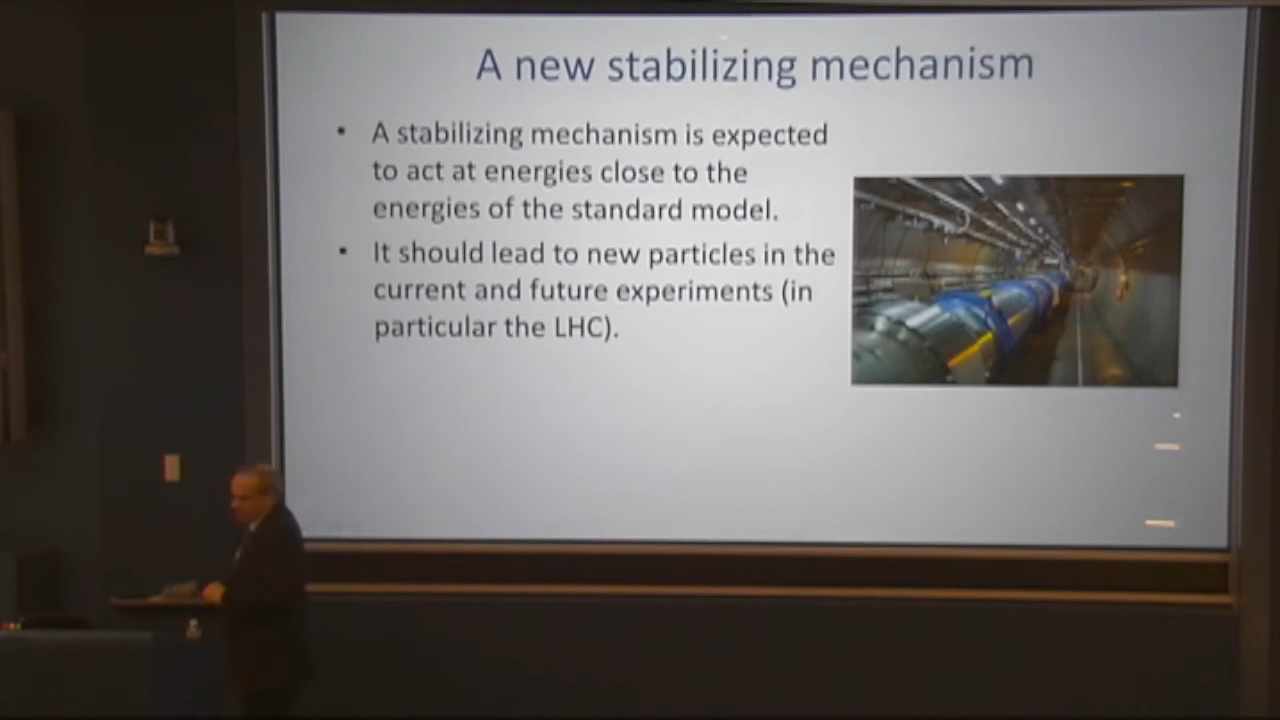 A new stabilizing mechanism
• A stabilizing mechanism is expected
to act at energies close to the
energies of the standard model.
• It should lead to new particles in the
current and future experiments (in
particular the LHC).